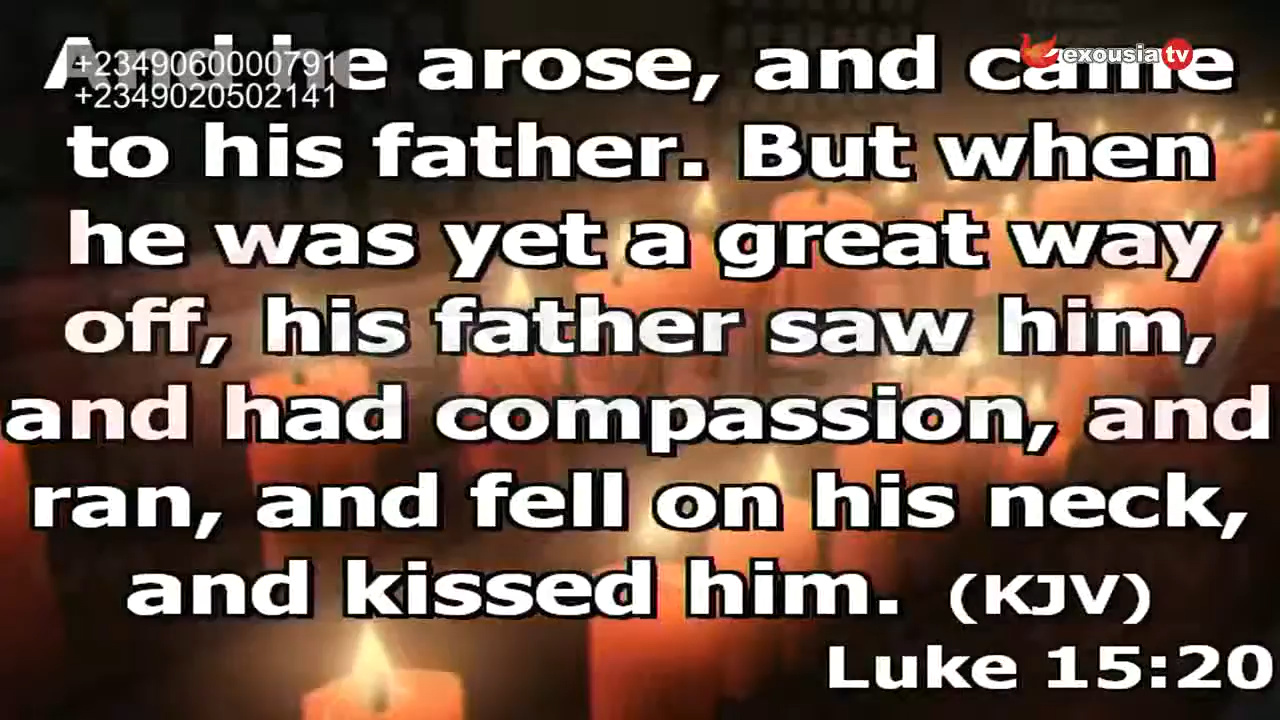 +2349060000791
+2349020502141
exousia tv
And he arose, and came
to his father. But when
he was yet a great way
off, his father saw him,
and had compassion, and
ran, and fell on his neck,
and kissed him. (KJV)
Luke 15:20